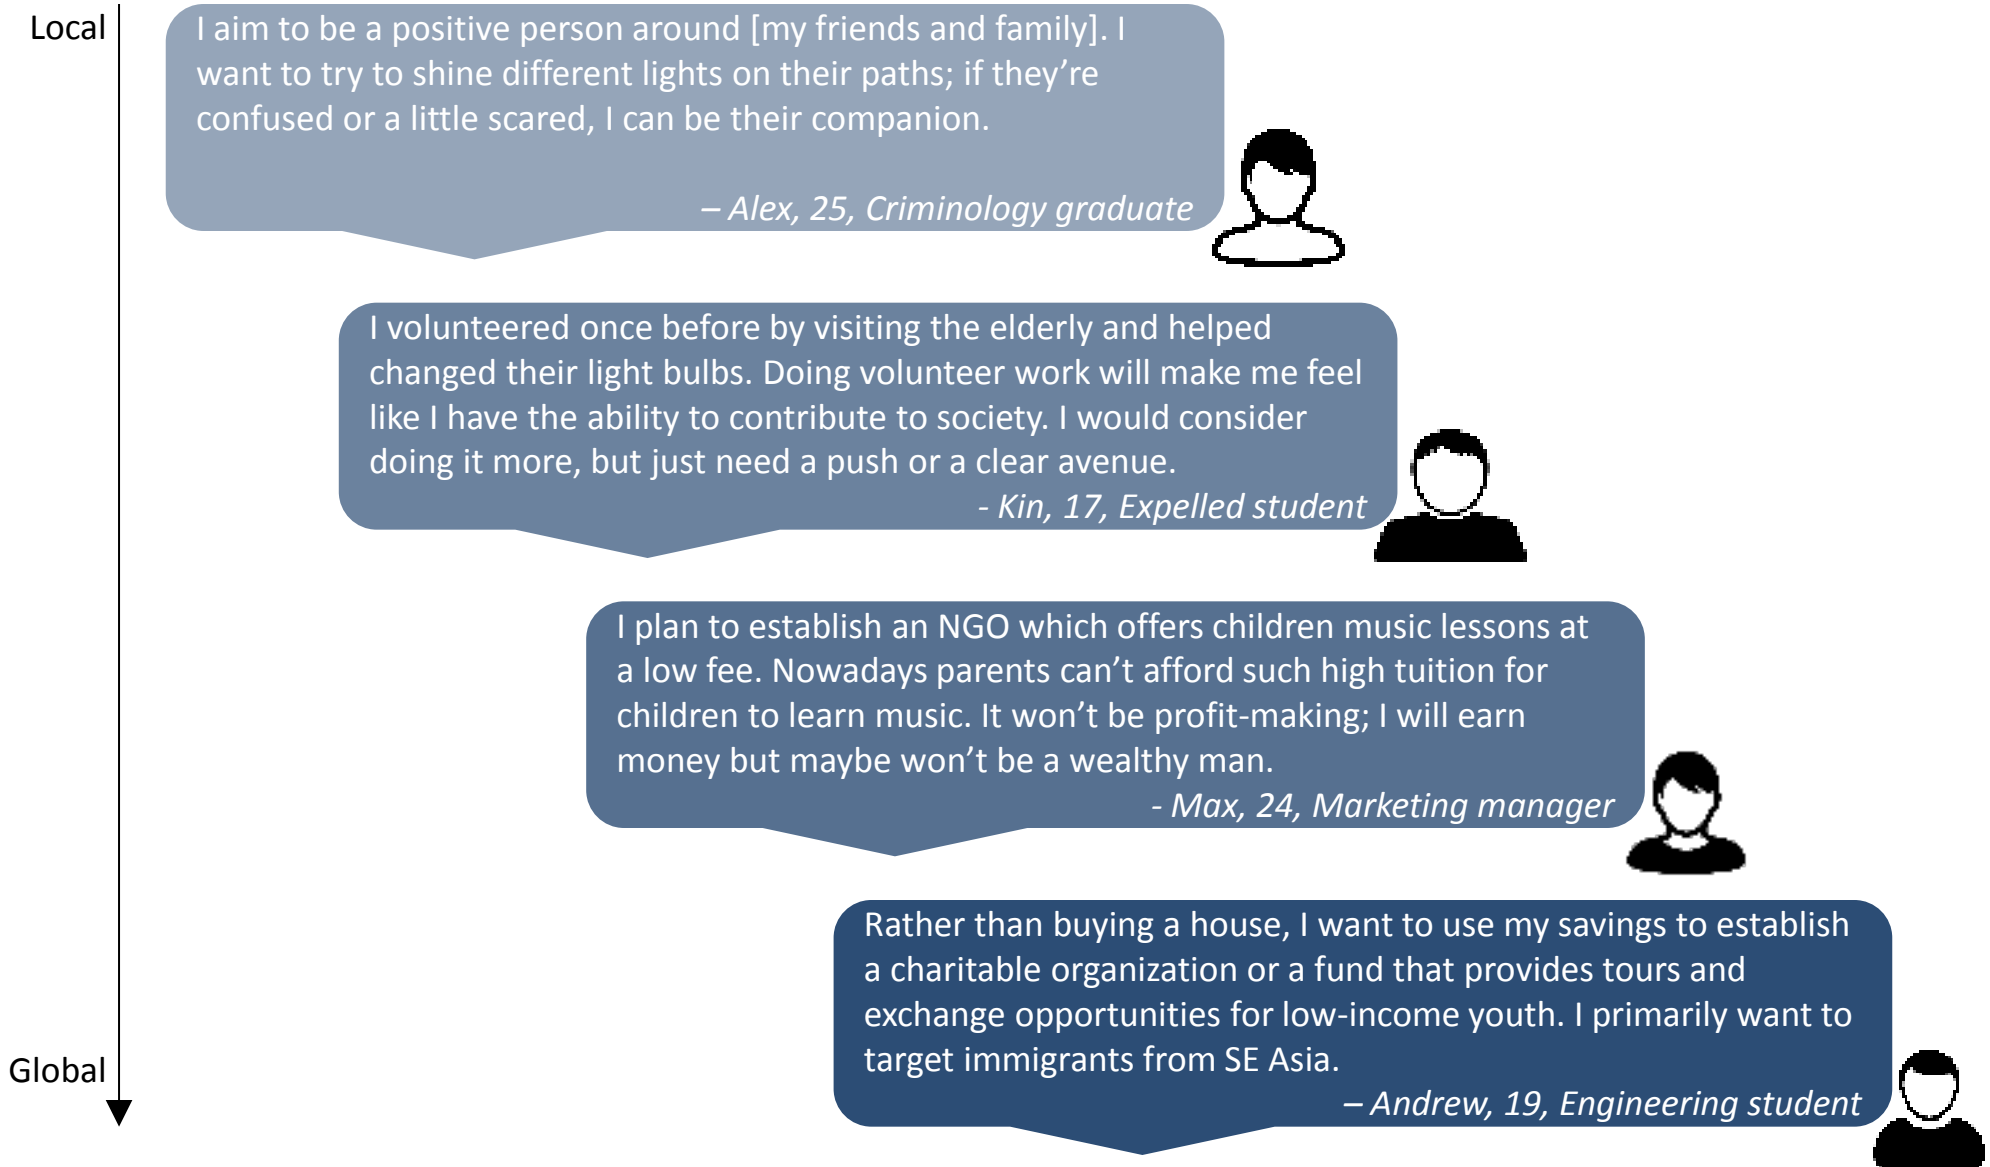 Local
I aim to be a positive person around [my friends and family]. I
want to try to shine different lights on their paths; if they’re
confused or a little scared, I can be their companion.
– Alex, 25, Criminology graduate
I volunteered once before by visiting the elderly and helped
changed their light bulbs. Doing volunteer work will make me feel
like I have the ability to contribute to society. I would consider
doing it more, but just need a push or a clear avenue.
- Kin, 17, Expelled student
I plan to establish an NGO which offers children music lessons at
a low fee. Nowadays parents can’t afford such high tuition for
children to learn music. It won’t be profit-making; I will earn
money but maybe won’t be a wealthy man.
- Max, 24, Marketing manager
Rather than buying a house, I want to use my savings to establish
a charitable organization or a fund that provides tours and
exchange opportunities for low-income youth. I primarily want to
target immigrants from SE Asia.
– Andrew, 19, Engineering student
Global